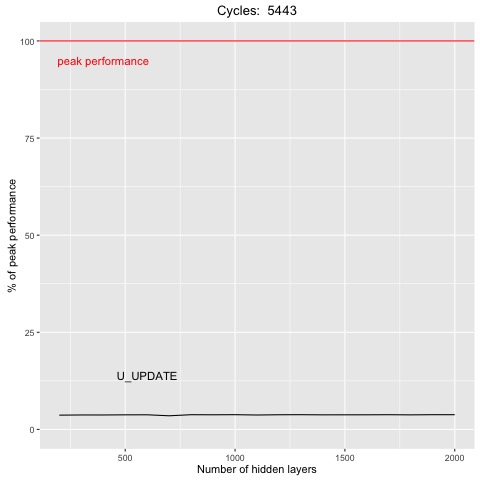 Cycles: 5443
100
peak performance
75
% of peak performance
50
25
U_UPDATE
0
500
1000
1500
2000
Number of hidden layers